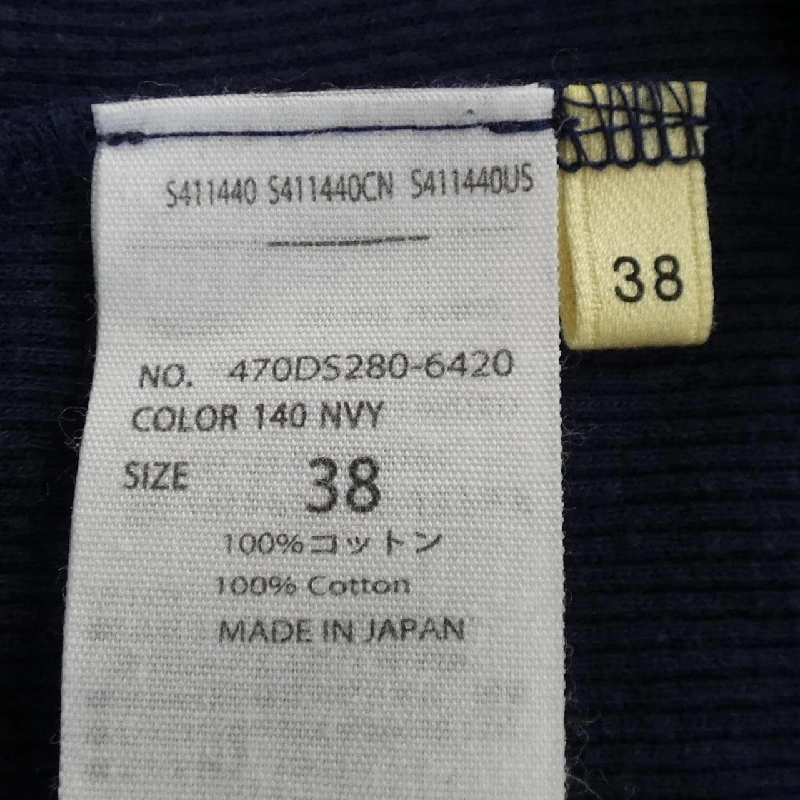 S411440 S411440CN S411440US
38
NO. 470DS280-6420
COLOR 140 NVY
SIZE 38
100%コットン
100% Cotton
MADE IN JAPAN